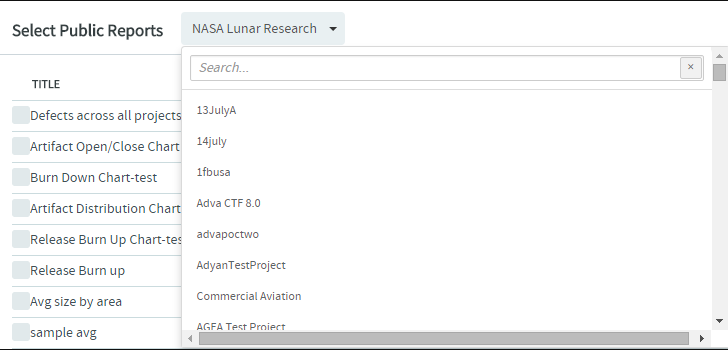 Select Public Reports
NASA Lunar Research
Search...
×
TITLE
Defects across all projects
Artifact Open/Close Chart
Burn Down Chart-test
Artifact Distribution Chart
Release Burn Up Chart-tes
Release Burn up
Avg size by area
sample avg
13JulyA
14july
1fbusa
Adva CTF 8.0
advapoctwo
AdyanTestProject
Commercial Aviation
AGFA Test Project